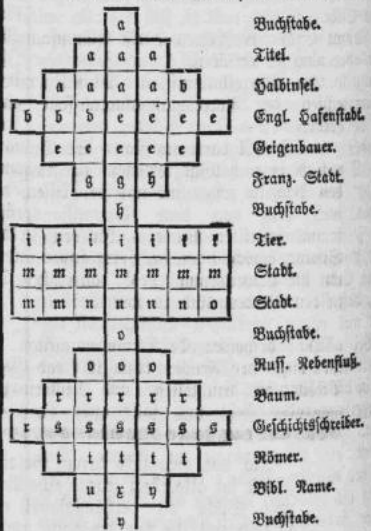 a Buchstabe.
a a a Titel.
a a a a b Halbinsel.
b b d e e e e Engl. Hafenstadt.
e e e e e Geigenbauer.
g g h Franz. Stadt.
h Buchstabe.
i i i i i k Tier.
m m m m m m m Stadt.
m m n n n n o Stadt.
o Buchstabe.
o o r Russ. Nebenfluß.
r r r r r Baum.
r s s s s s s Geschichtsschreiber.
t t t t t Römer.
u x y Bibl. Name.
y Buchstabe.